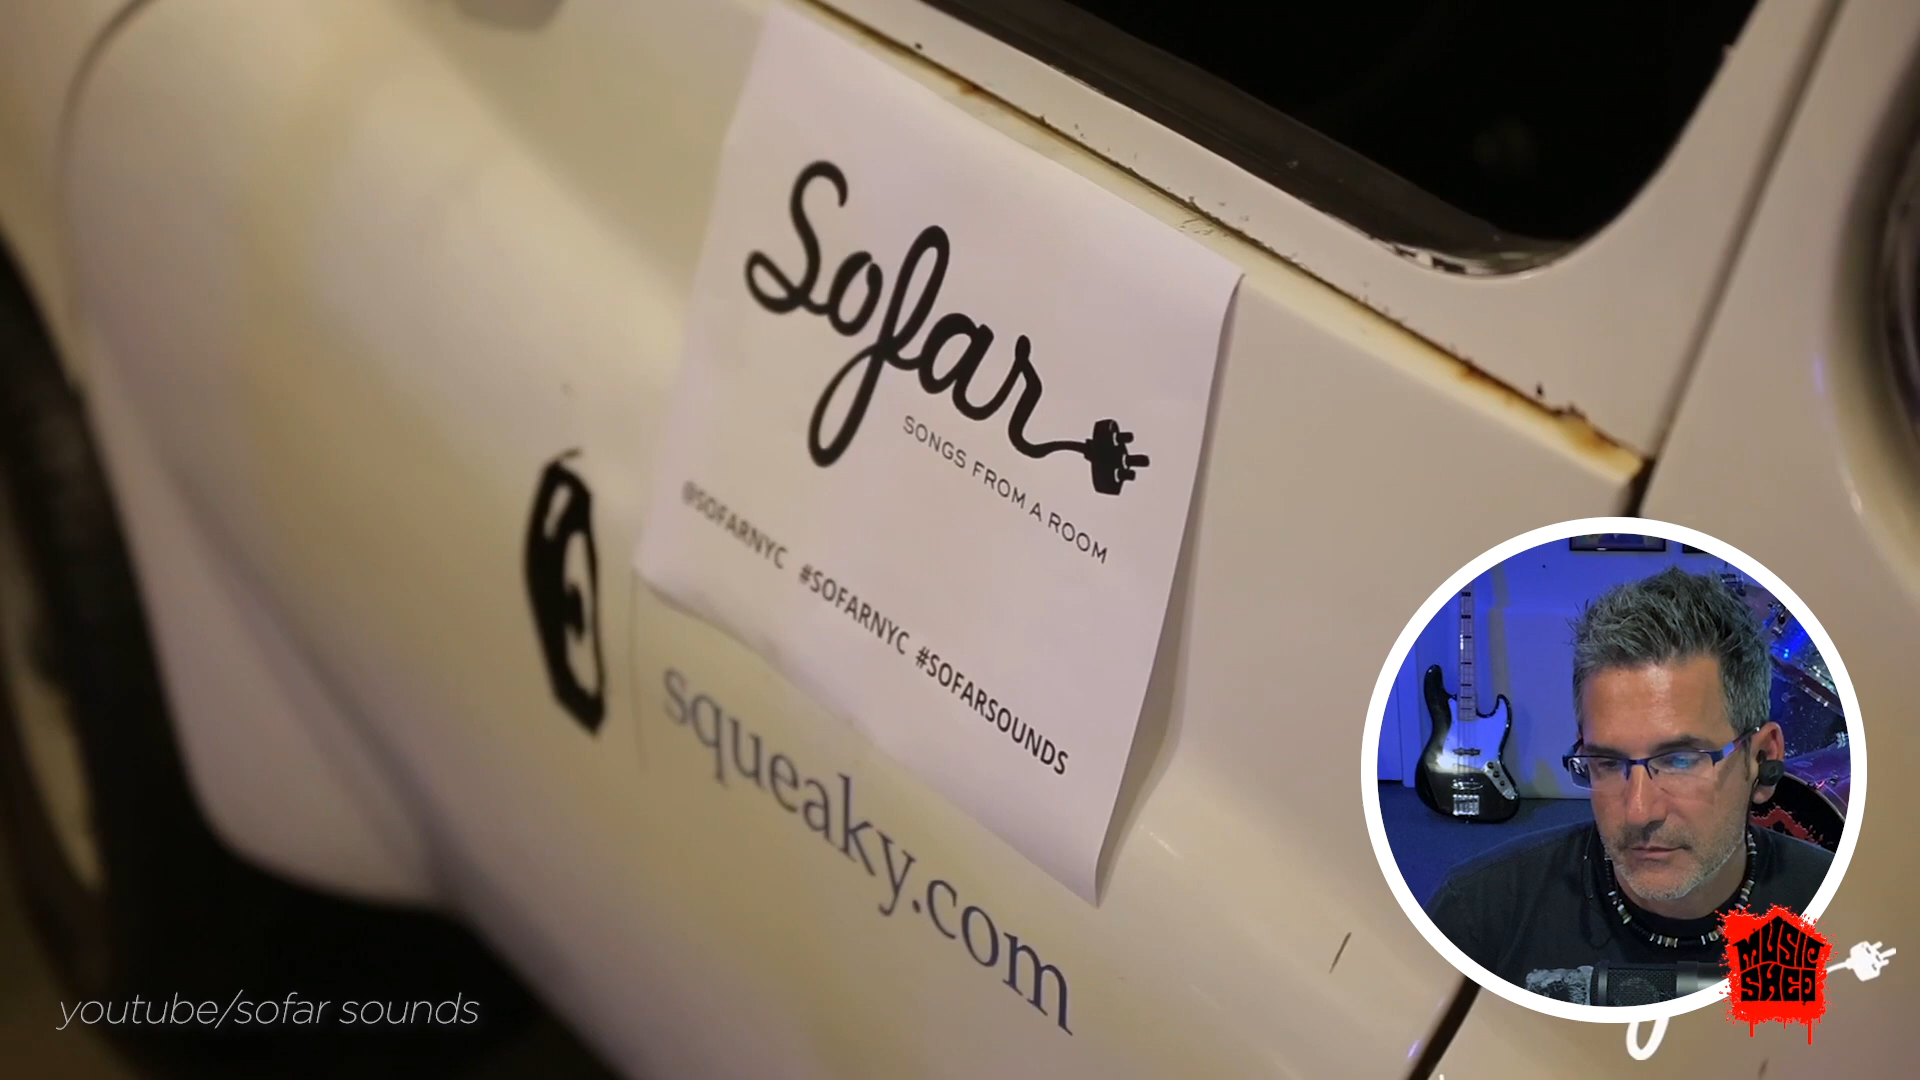 Sofar
SONGS FROM A ROOM
@SOFARNYC #SOFARNYC #SOFARSOUNDS
squeaky.com
youtube/sofar sounds
MUSIC
SHED